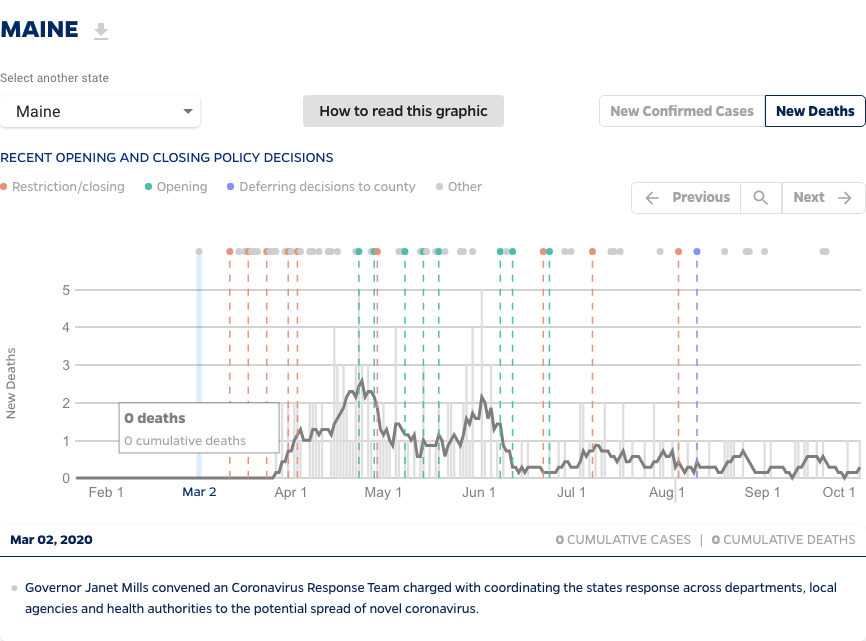 MAINE
Select another state
Maine
How to read this graphic
New Confirmed Cases
New Deaths
RECENT OPENING AND CLOSING POLICY DECISIONS
Restriction/closing
Opening
Deferring decisions to county
Other
Previous
Next
New Deaths
5
4
3
2
1
0
0 deaths
0 cumulative deaths
Feb 1
Mar 2
Apr 1
May 1
Jun 1
Jul 1
Aug 1
Sep 1
Oct 1
Mar 02, 2020
0 CUMULATIVE CASES | 0 CUMULATIVE DEATHS
Governor Janet Mills convened an Coronavirus Response Team charged with coordinating the states response across departments, local
agencies and health authorities to the potential spread of novel coronavirus.